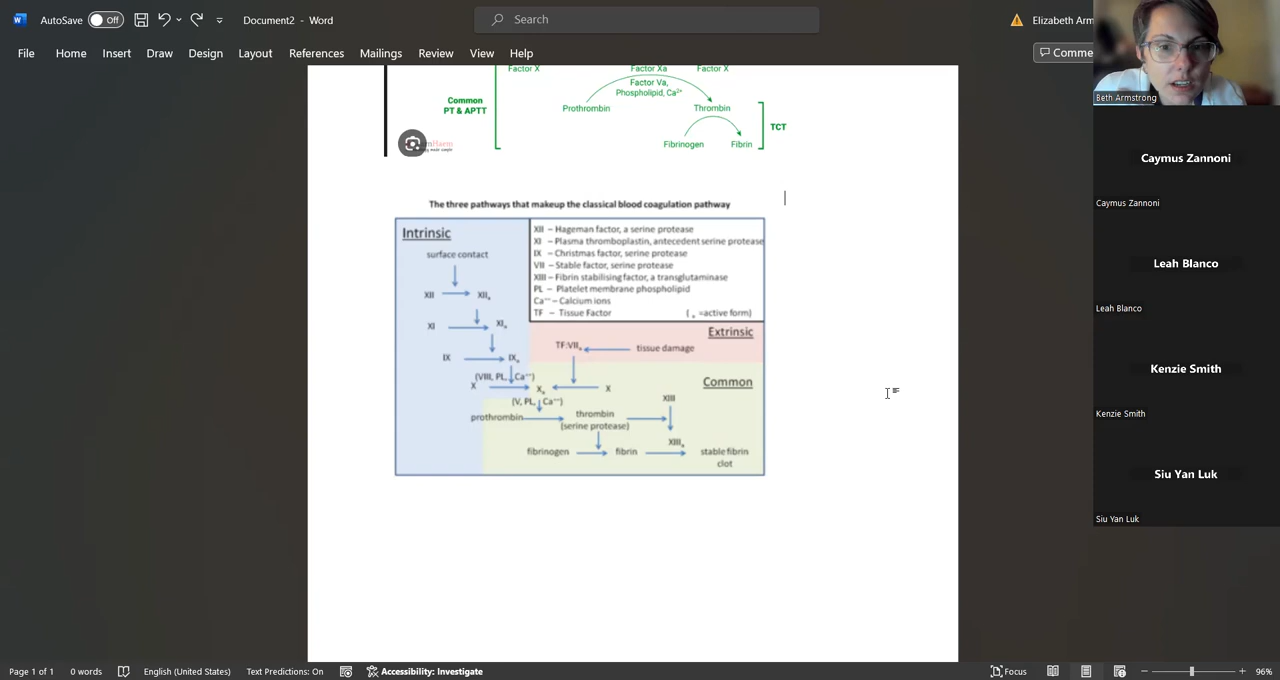 AutoSave Off Document2 - Word Search Elizabeth Arm
File Home Insert Draw Design Layout References Mailings Review View Help Comme
Beth Armstrong
Factor X Factor Xa Factor X
Factor Va,
Phospholipid, Ca²⁺
Common
PT & APTT
Prothrombin Thrombin
TCT
Fibrinogen Fibrin
Caymus Zannoni
Caymus Zannoni
Leah Blanco
Leah Blanco
Kenzie Smith
Kenzie Smith
Siu Yan Luk
Siu Yan Luk
The three pathways that makeup the classical blood coagulation pathway
Intrinsic
surface contact
XII XIIₐ
XI XIₐ
IX IXₐ
(VIII, PL, Ca⁺⁺)
X Xₐ X
(V, PL, Ca⁺⁺)
prothrombin thrombin
(serine protease)
fibrinogen fibrin stable fibrin
clot
XII – Hageman factor, a serine protease
XI – Plasma thromboplastin, antecedent serine protease
IX – Christmas factor, serine protease
VII – Stable factor, serine protease
XIII – Fibrin stabilising factor, a transglutaminase
PL – Platelet membrane phospholipid
Ca⁺⁺ – Calcium ions
TF – Tissue Factor (ₐ =active form)
Extrinsic
TF:VIIₐ tissue damage
Common
XIII
XIIIₐ
Page 1 of 1 0 words English (United States) Text Predictions: On Accessibility: Investigate Focus 96%